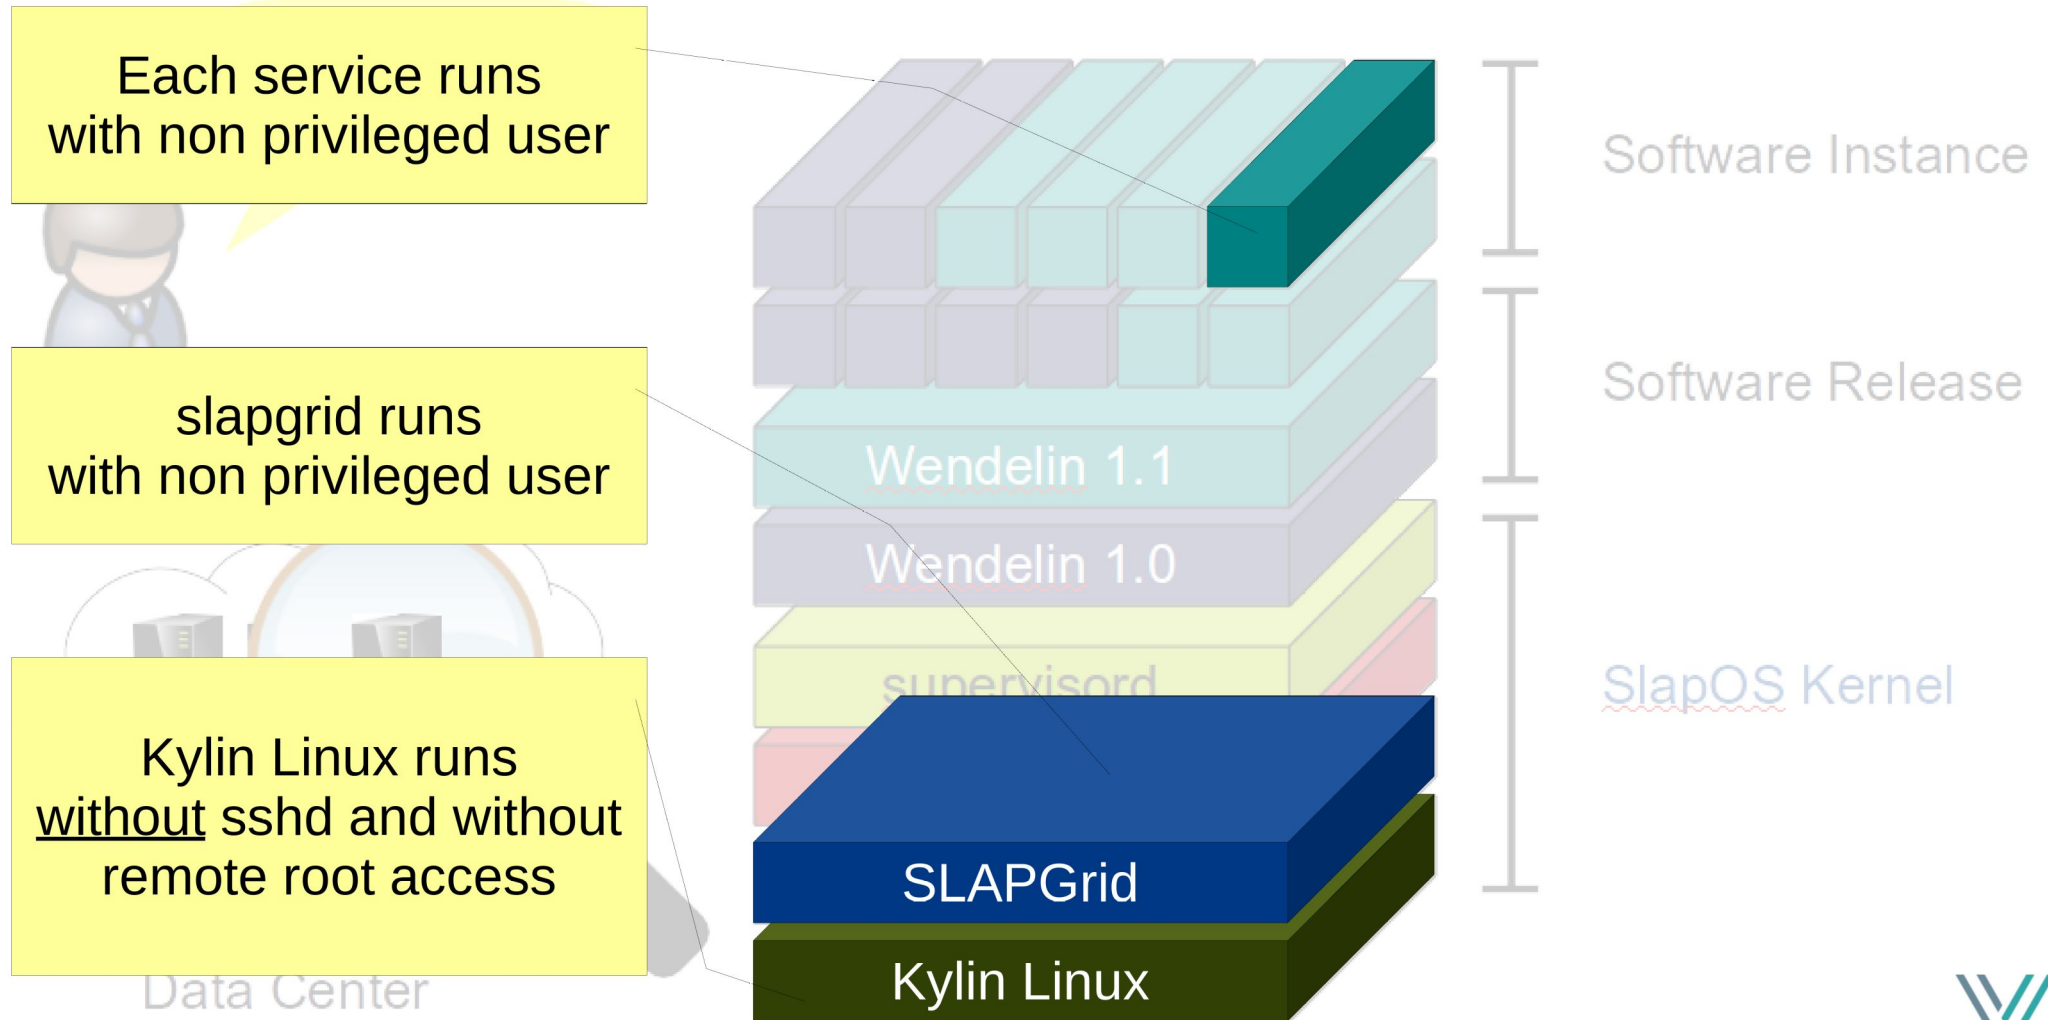 Each service runs
with non privileged user
slapgrid runs
with non privileged user
Kylin Linux runs
without sshd and without
remote root access
Data Center
Wendelin 1.1
Wendelin 1.0
supervisord
SLAPGrid
Kylin Linux
Software Instance
Software Release
SlapOS Kernel